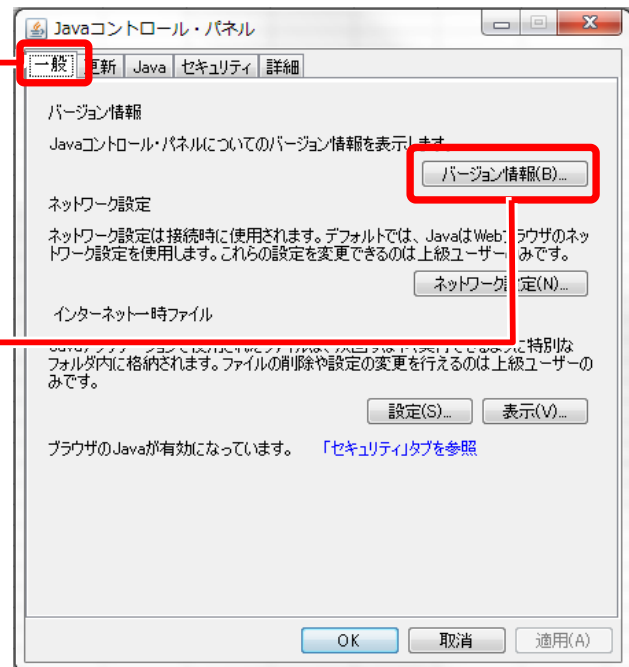 Javaコントロール・パネル
一般 更新 Java セキュリティ 詳細
バージョン情報
Javaコントロール・パネルについてのバージョン情報を表示します。
バージョン情報(B)...
ネットワーク設定
ネットワーク設定は接続時に使用されます。デフォルトでは、JavaはWebブラウザのネッ
トワーク設定を使用します。これらの設定を変更できるのは上級ユーザーのみです。
ネットワーク設定(N)...
インターネット一時ファイル
特別な
フォルダ内に格納されます。ファイルの削除や設定の変更を行えるのは上級ユーザーの
みです。
設定(S)... 表示(V)...
ブラウザのJavaが有効になっています。 「セキュリティ」タブを参照
OK 取消 適用(A)